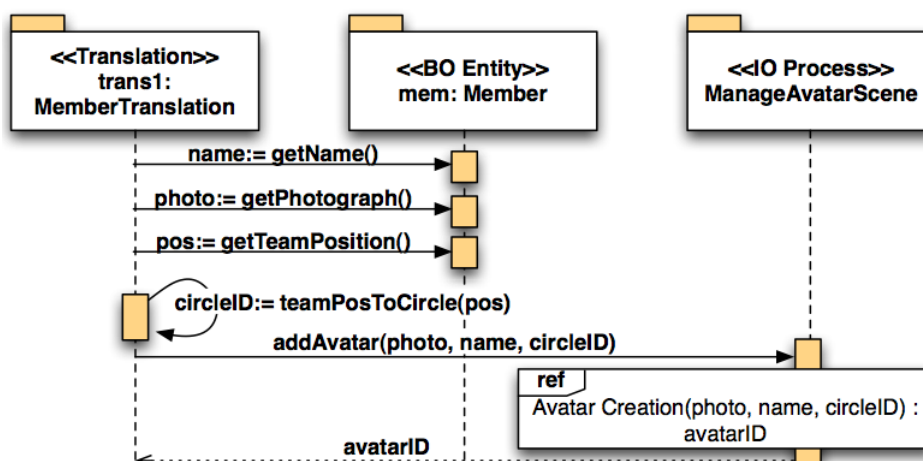 <<Translation>>
trans1:
MemberTranslation
<<BO Entity>>
mem: Member
<<IO Process>>
ManageAvatarScene
name:= getName()
photo:= getPhotograph()
pos:= getTeamPosition()
circleID:= teamPosToCircle(pos)
addAvatar(photo, name, circleID)
ref
Avatar Creation(photo, name, circleID) :
avatarID
avatarID